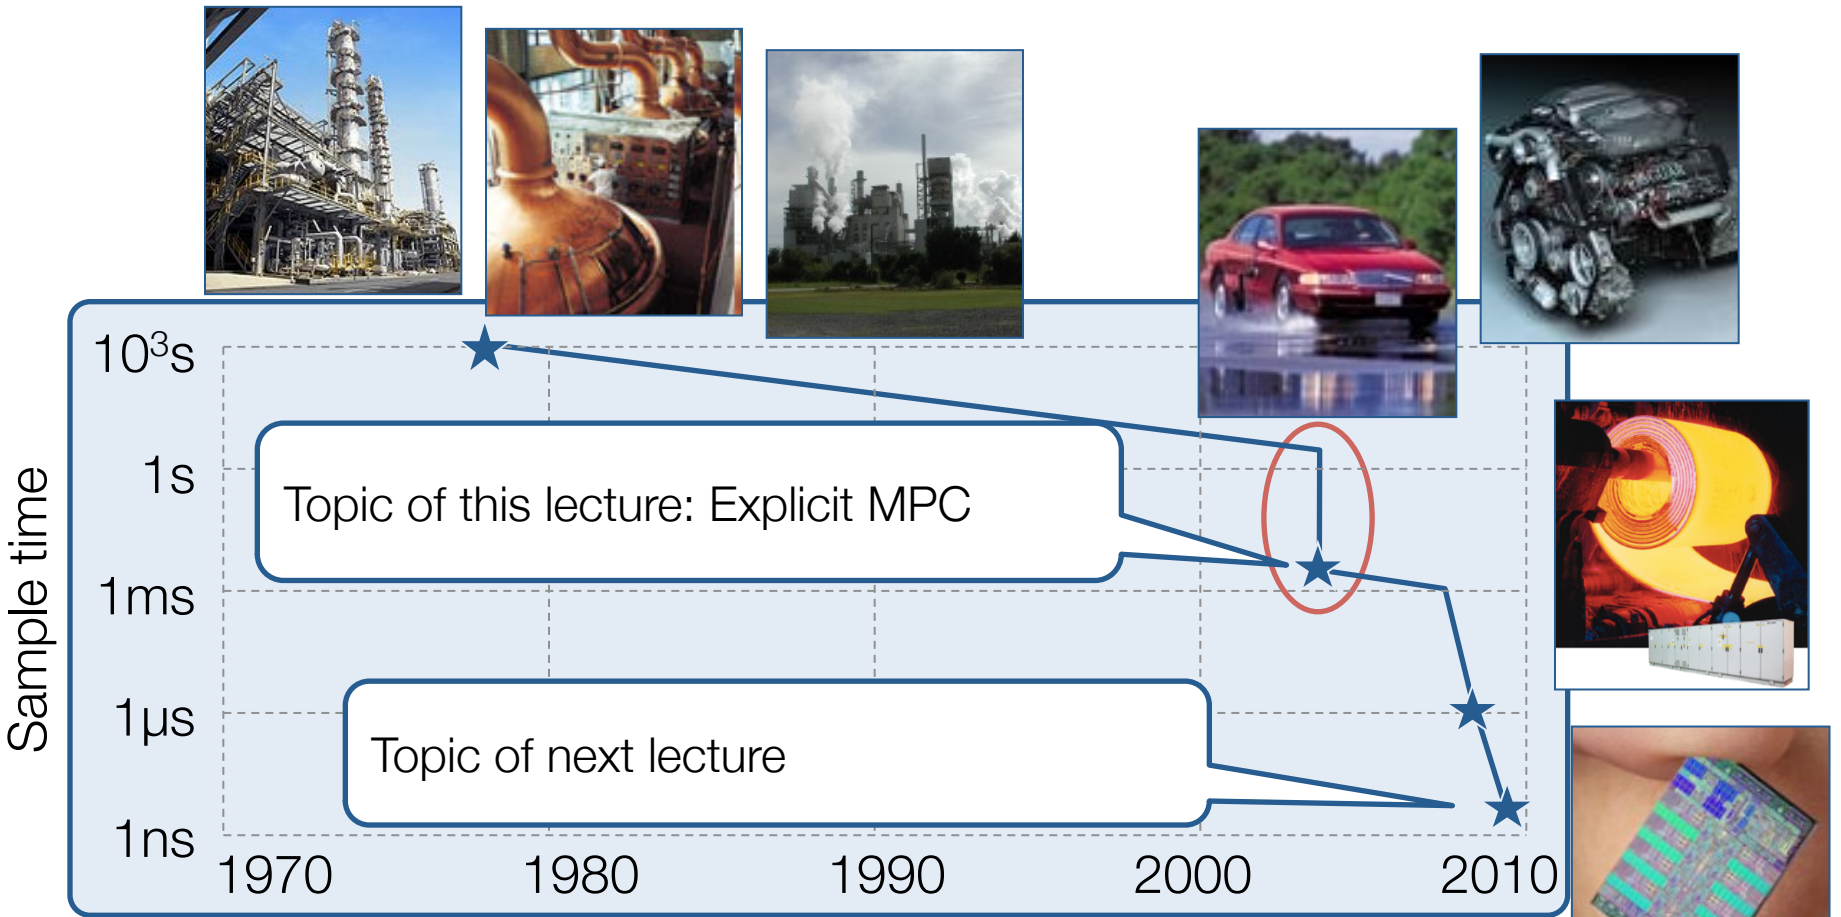 10³s
1s
1ms
1µs
1ns
Sample time
Topic of this lecture: Explicit MPC
Topic of next lecture
1970 1980 1990 2000 2010